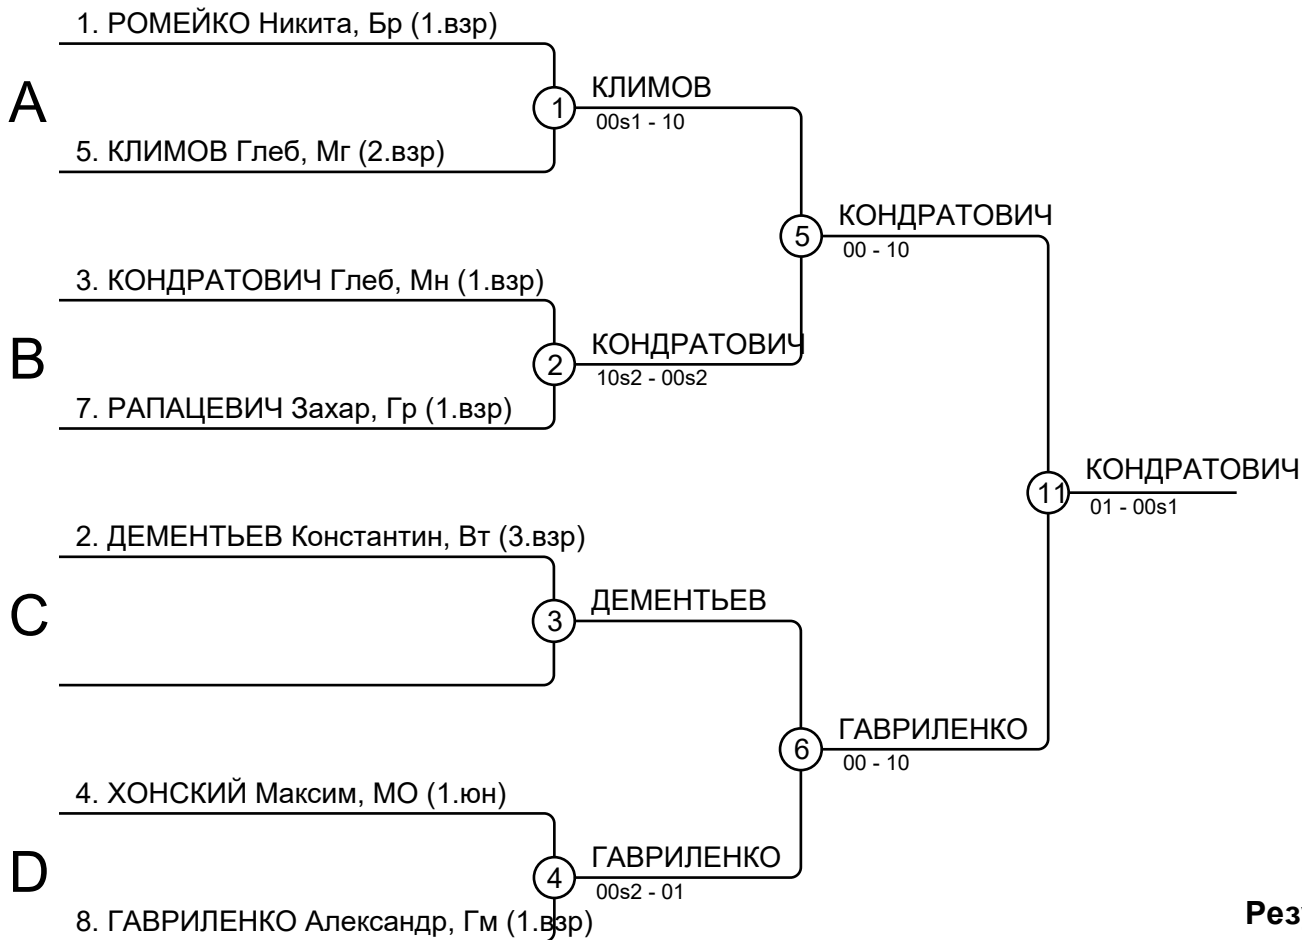 1. РОМЕЙКО Никита, Бр (1.взр)
A
1
КЛИМОВ
00s1 - 10
5. КЛИМОВ Глеб, Мг (2.взр)
5
КОНДРАТОВИЧ
00 - 10
3. КОНДРАТОВИЧ Глеб, Мн (1.взр)
B
2
КОНДРАТОВИЧ
10s2 - 00s2
7. РАПАЦЕВИЧ Захар, Гр (1.взр)
11
КОНДРАТОВИЧ
01 - 00s1
2. ДЕМЕНТЬЕВ Константин, Вт (3.взр)
C
3
ДЕМЕНТЬЕВ
6
ГАВРИЛЕНКО
00 - 10
4. ХОНСКИЙ Максим, МО (1.юн)
D
4
ГАВРИЛЕНКО
00s2 - 01
8. ГАВРИЛЕНКО Александр, Гм (1.взр)